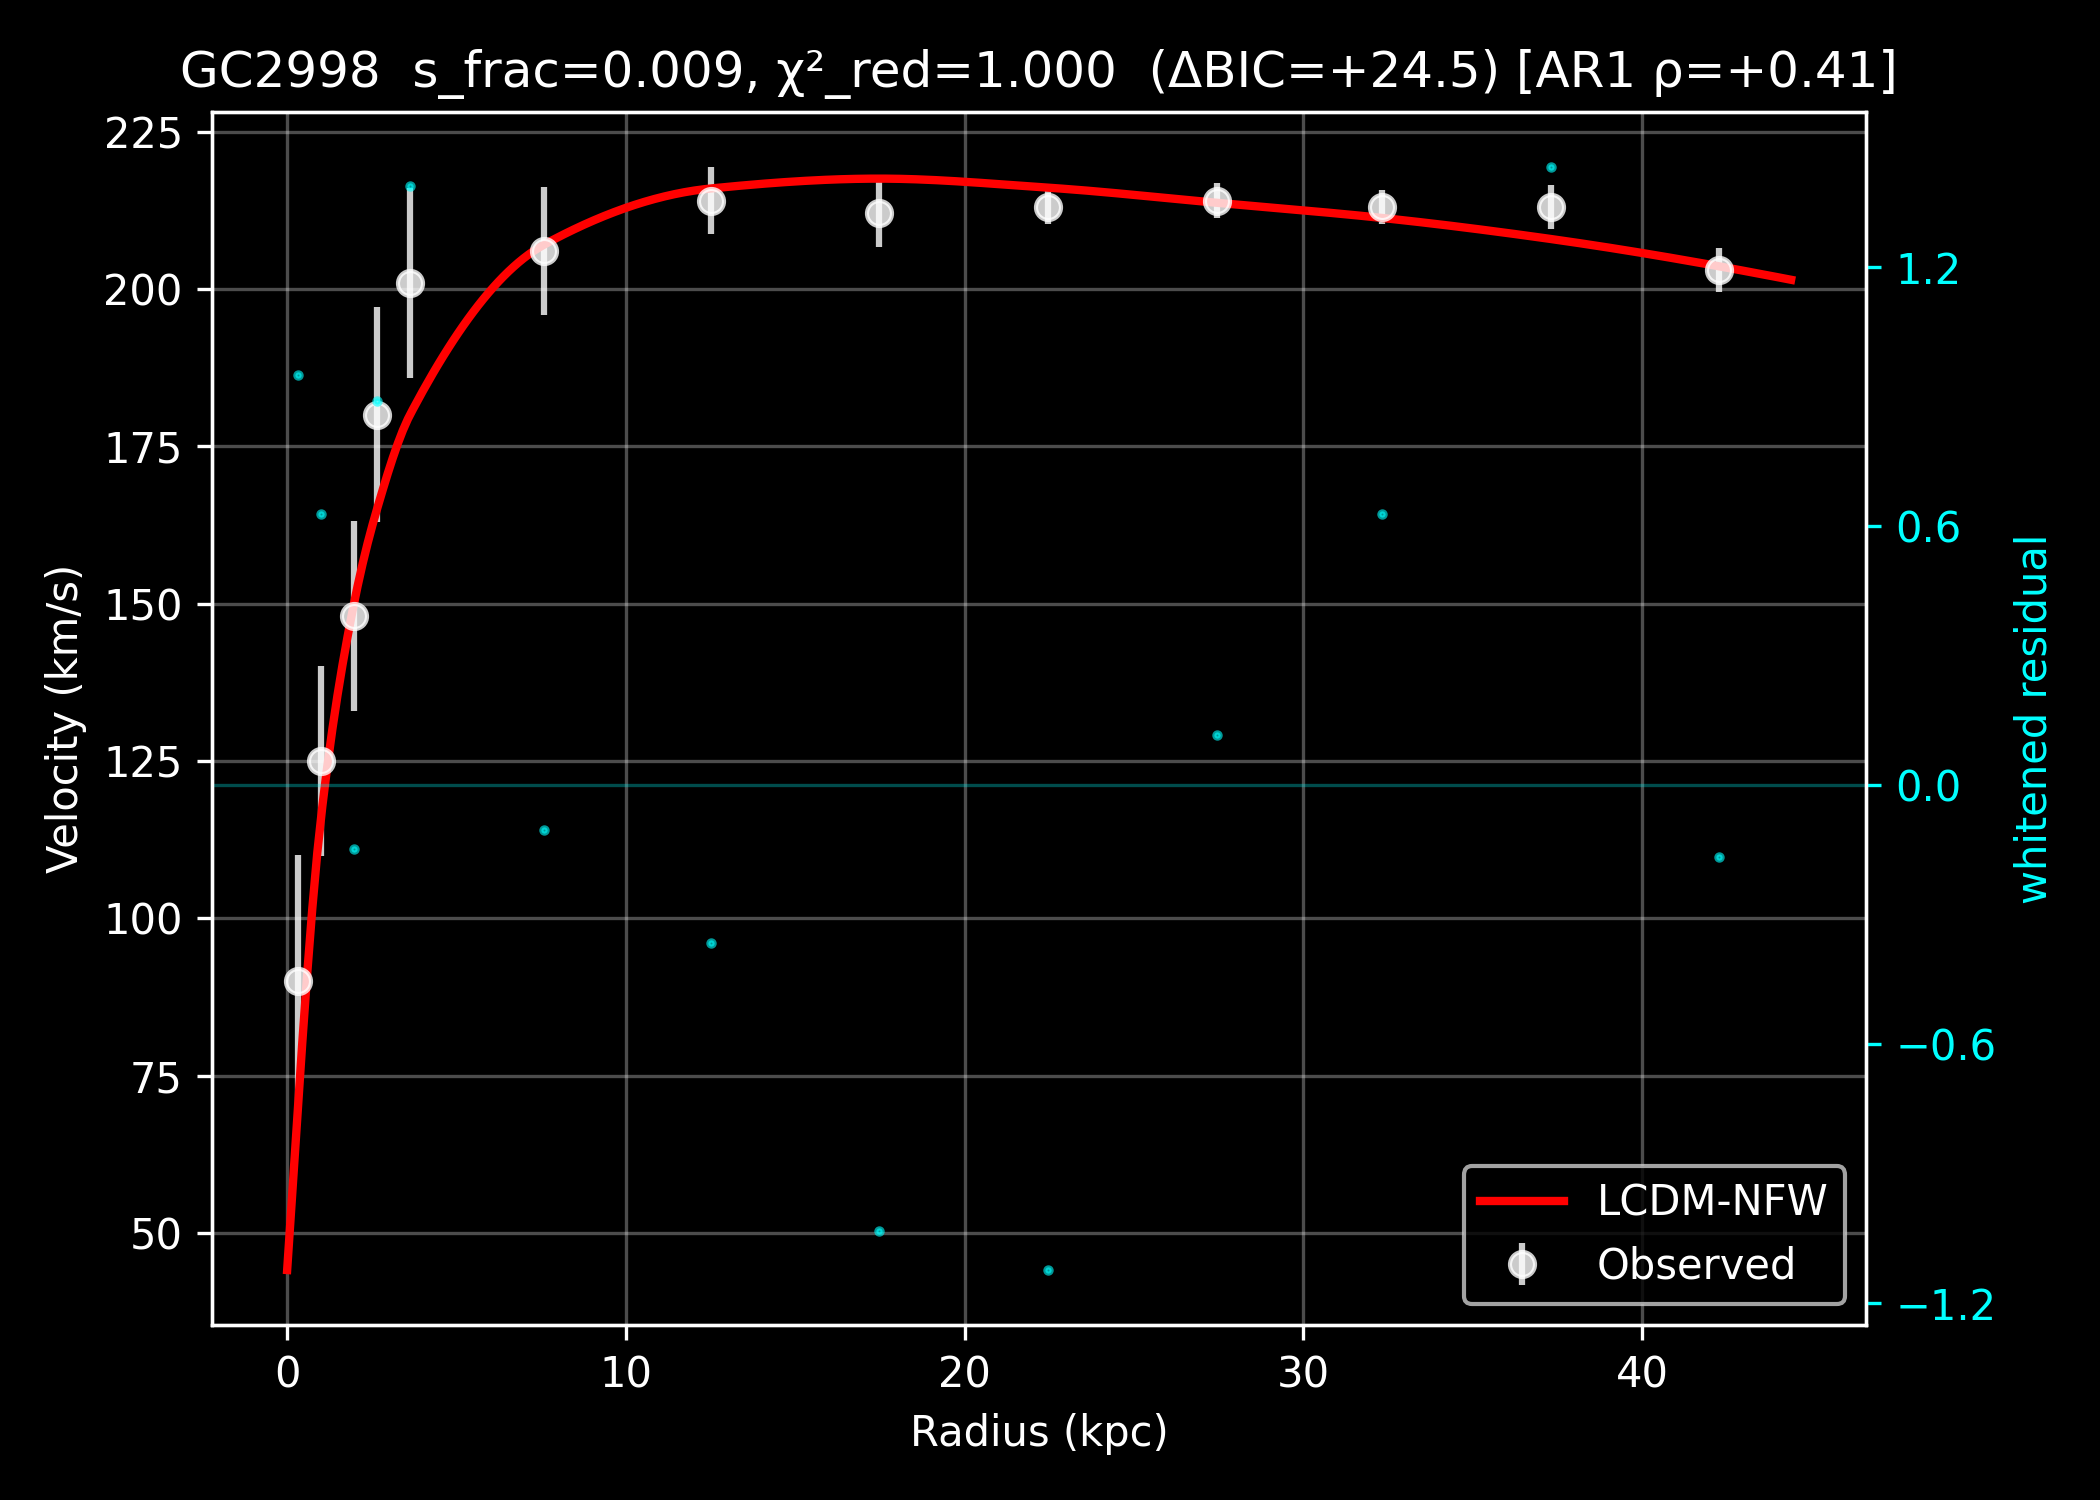 GC2998 s_frac=0.009, χ²_red=1.000 (ΔBIC=+24.5) [AR1 ρ=+0.41]
225
200
175
150
125
100
75
50
Velocity (km/s)
1.2
0.6
0.0
−0.6
−1.2
whitened residual
LCDM-NFW
Observed
0 10 20 30 40
Radius (kpc)